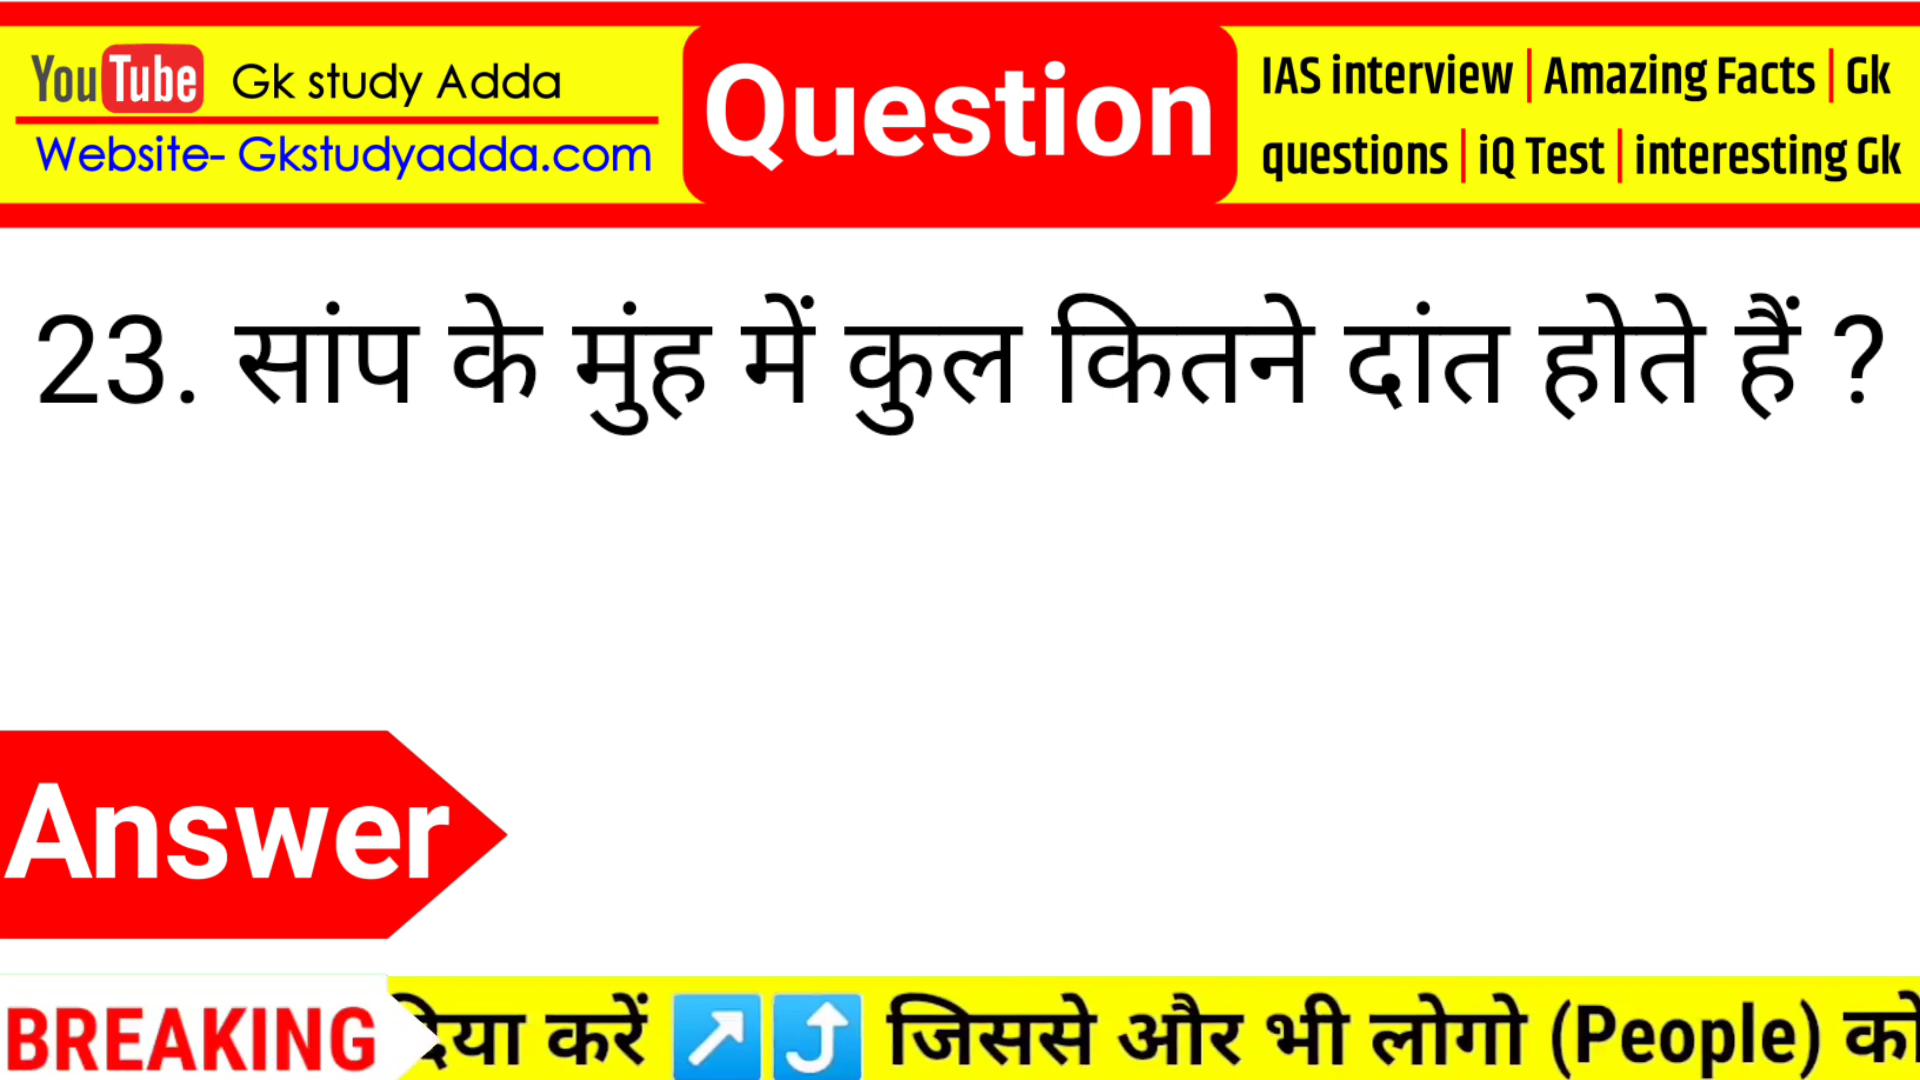 YouTube Gk study Adda
Website- Gkstudyadda.com
Question
IAS interview | Amazing Facts | Gk
questions | iQ Test | interesting Gk
23. सांप के मुंह में कुल कितने दांत होते हैं ?
Answer
BREAKING
दिया करें ↗️⤴️ जिससे और भी लोगो (People) को